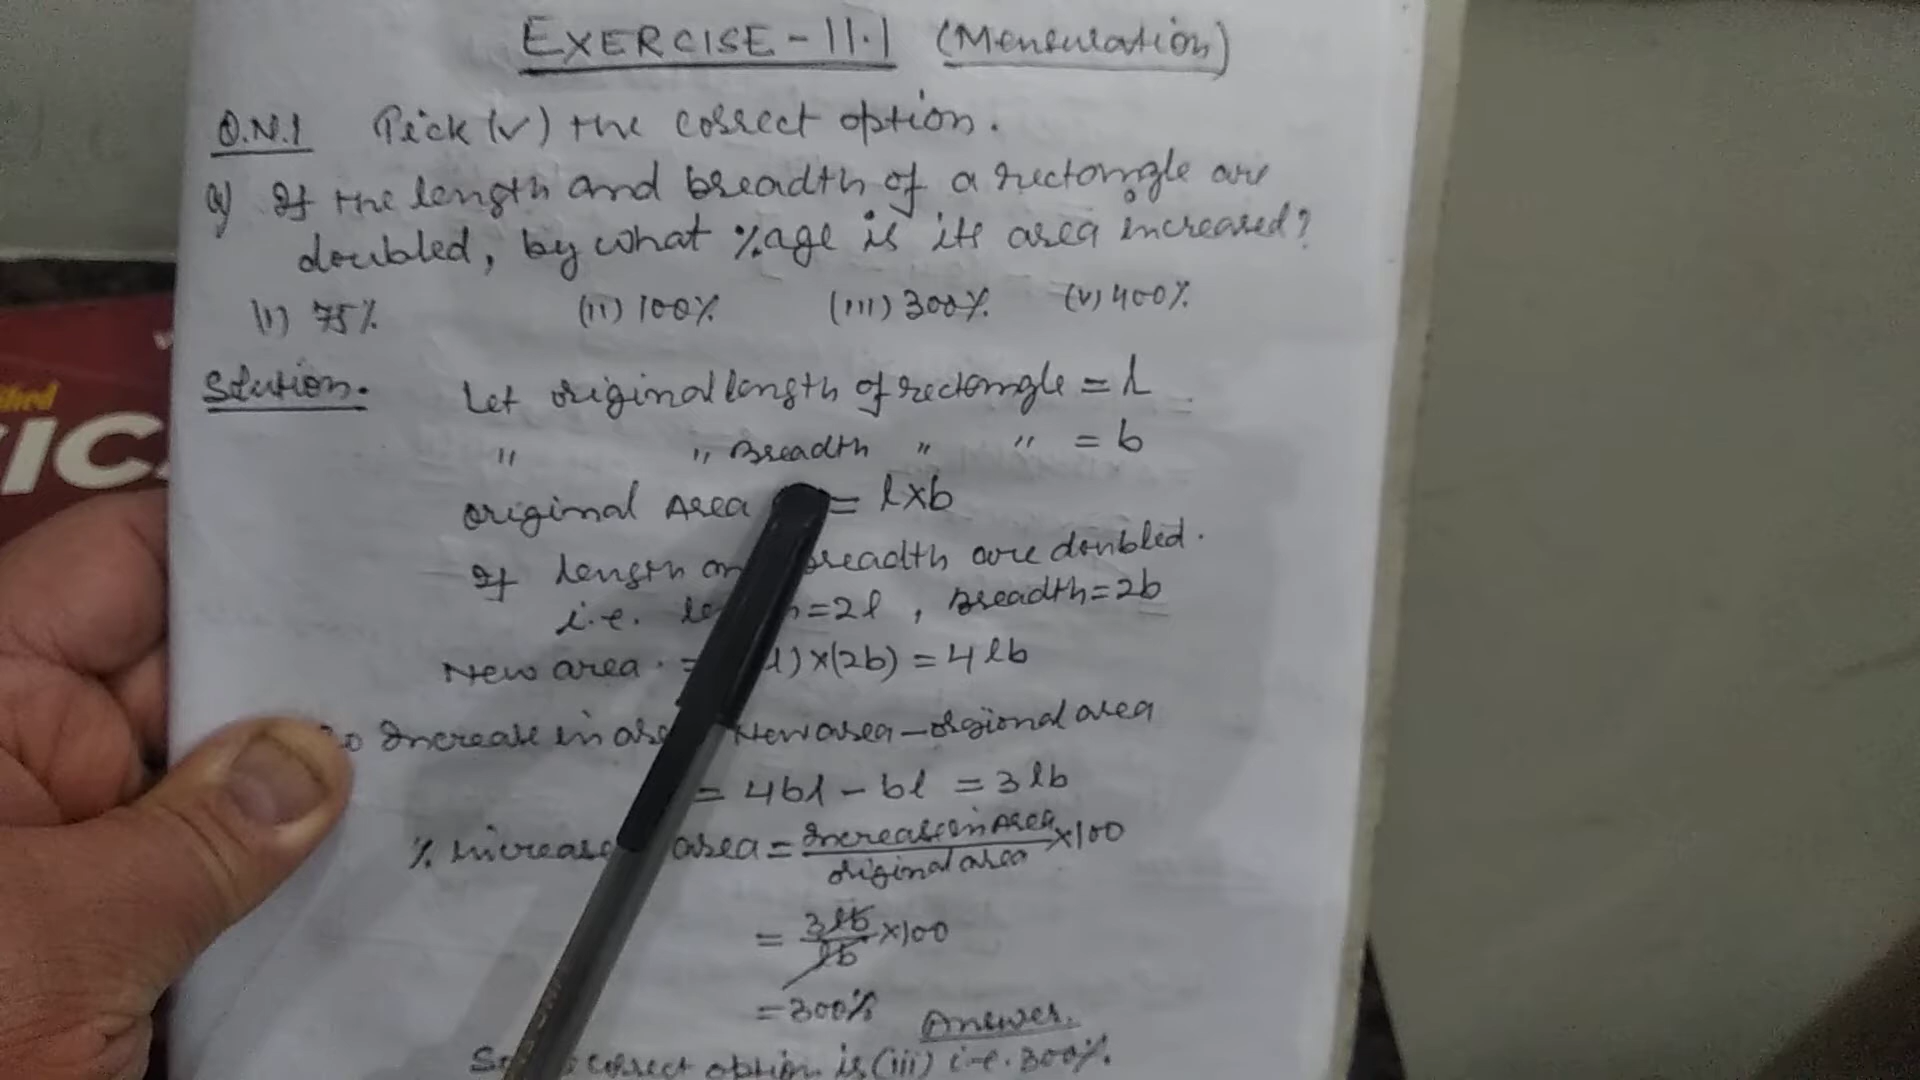 EXERCISE-11.1 (Mensuration)
Q.N.1 Tick (✓) the correct option.
a) If the length and breadth of a rectangle are
doubled, by what %age is its area increased?
(i) 75% (ii) 100% (iii) 300% (v) 400%
Solution. Let original length of rectangle = l
" " Breadth " " = b
original Area = l×b
If length breadth are doubled.
i.e. =2l, Breadth=2b
New area. = l)×(2b) = 4lb
Increase in New area - orgional area
= 4bl - bl = 3lb
% increase area = Increase in Area/original area ×100
= 3lb/lb ×100
= 300% Answer.
correct option is (iii) i.e. 300%.
IC